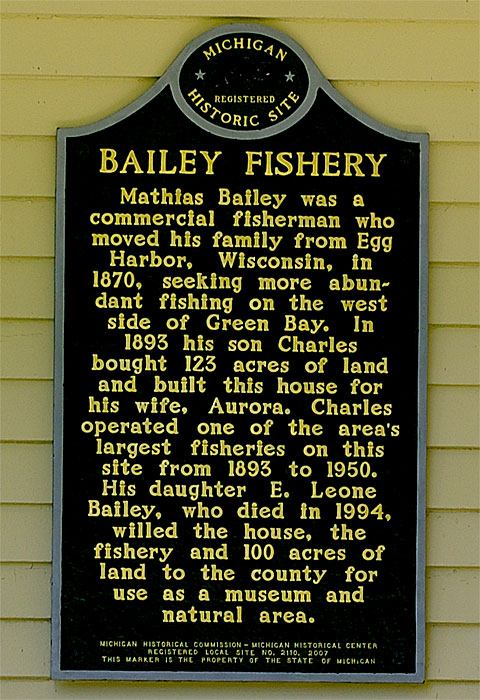 MICHIGAN
REGISTERED
HISTORIC SITE
BAILEY FISHERY
Mathias Bailey was a
commercial fisherman who
moved his family from Egg
Harbor, Wisconsin, in
1870, seeking more abun-
dant fishing on the west
side of Green Bay. In
1893 his son Charles
bought 123 acres of land
and built this house for
his wife, Aurora. Charles
operated one of the area's
largest fisheries on this
site from 1893 to 1950.
His daughter E. Leone
Bailey, who died in 1994,
willed the house, the
fishery and 100 acres of
land to the county for
use as a museum and
natural area.
MICHIGAN HISTORICAL COMMISSION – MICHIGAN HISTORICAL CENTER
REGISTERED LOCAL SITE NO. 2110, 2007
THIS MARKER IS THE PROPERTY OF THE STATE OF MICHIGAN